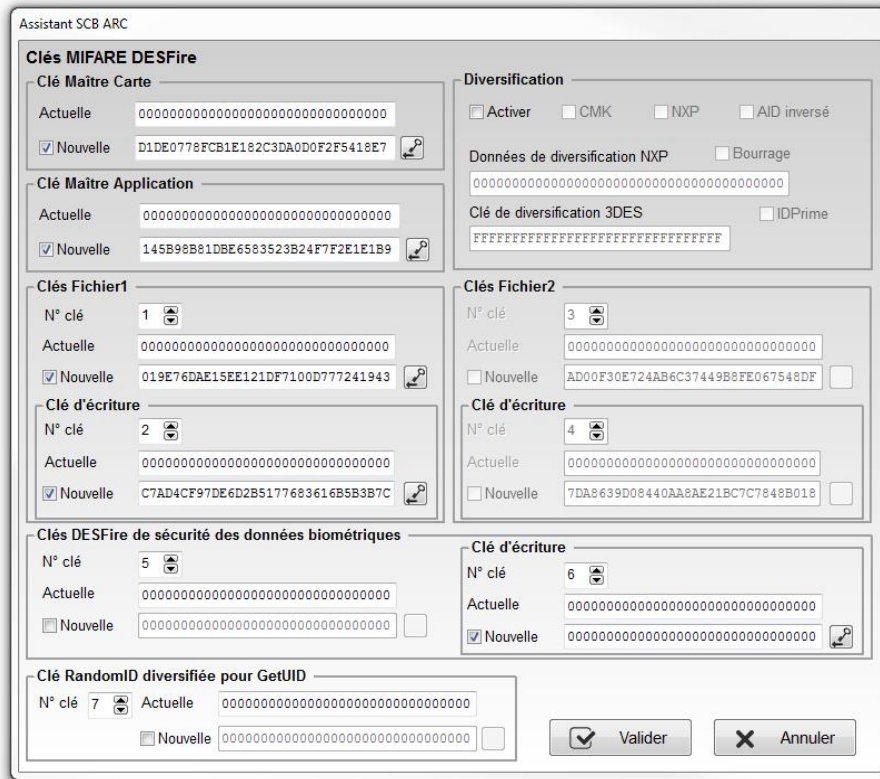 Assistant SCB ARC
Clés MIFARE DESFire
Clé Maître Carte
Actuelle 00000000000000000000000000000000
Nouvelle D1DE0778FCB1E182C3DA0D0F2F5418E7
Diversification
Activer CMK NXP AID inversé
Données de diversification NXP Bourrage
0000000000000000000000000000000000000000
Clé de diversification 3DES IDPrime
FFFFFFFFFFFFFFFFFFFFFFFFFFFFFFFF
Clé Maître Application
Actuelle 00000000000000000000000000000000
Nouvelle 145B98B81DBE6583523B24F7F2E1E1B9
Clés Fichier1
N° clé 1
Actuelle 00000000000000000000000000000000
Nouvelle 019E76DAE15EE121DF7100D777241943
Clé d'écriture
N° clé 2
Actuelle 00000000000000000000000000000000
Nouvelle C7AD4CF97DE6D2B5177683616B5B3B7C
Clés Fichier2
N° clé 3
Actuelle 00000000000000000000000000000000
Nouvelle AD00F30E724AB6C37449B8FE067548DF
Clé d'écriture
N° clé 4
Actuelle 00000000000000000000000000000000
Nouvelle 7DA8639D08440AA8AE21BC7C7848B018
Clés DESFire de sécurité des données biométriques
N° clé 5
Actuelle 00000000000000000000000000000000
Nouvelle 00000000000000000000000000000000
Clé d'écriture
N° clé 6
Actuelle 00000000000000000000000000000000
Nouvelle 00000000000000000000000000000000
Clé RandomID diversifiée pour GetUID
N° clé 7 Actuelle 00000000000000000000000000000000
Nouvelle 00000000000000000000000000000000
Valider
Annuler